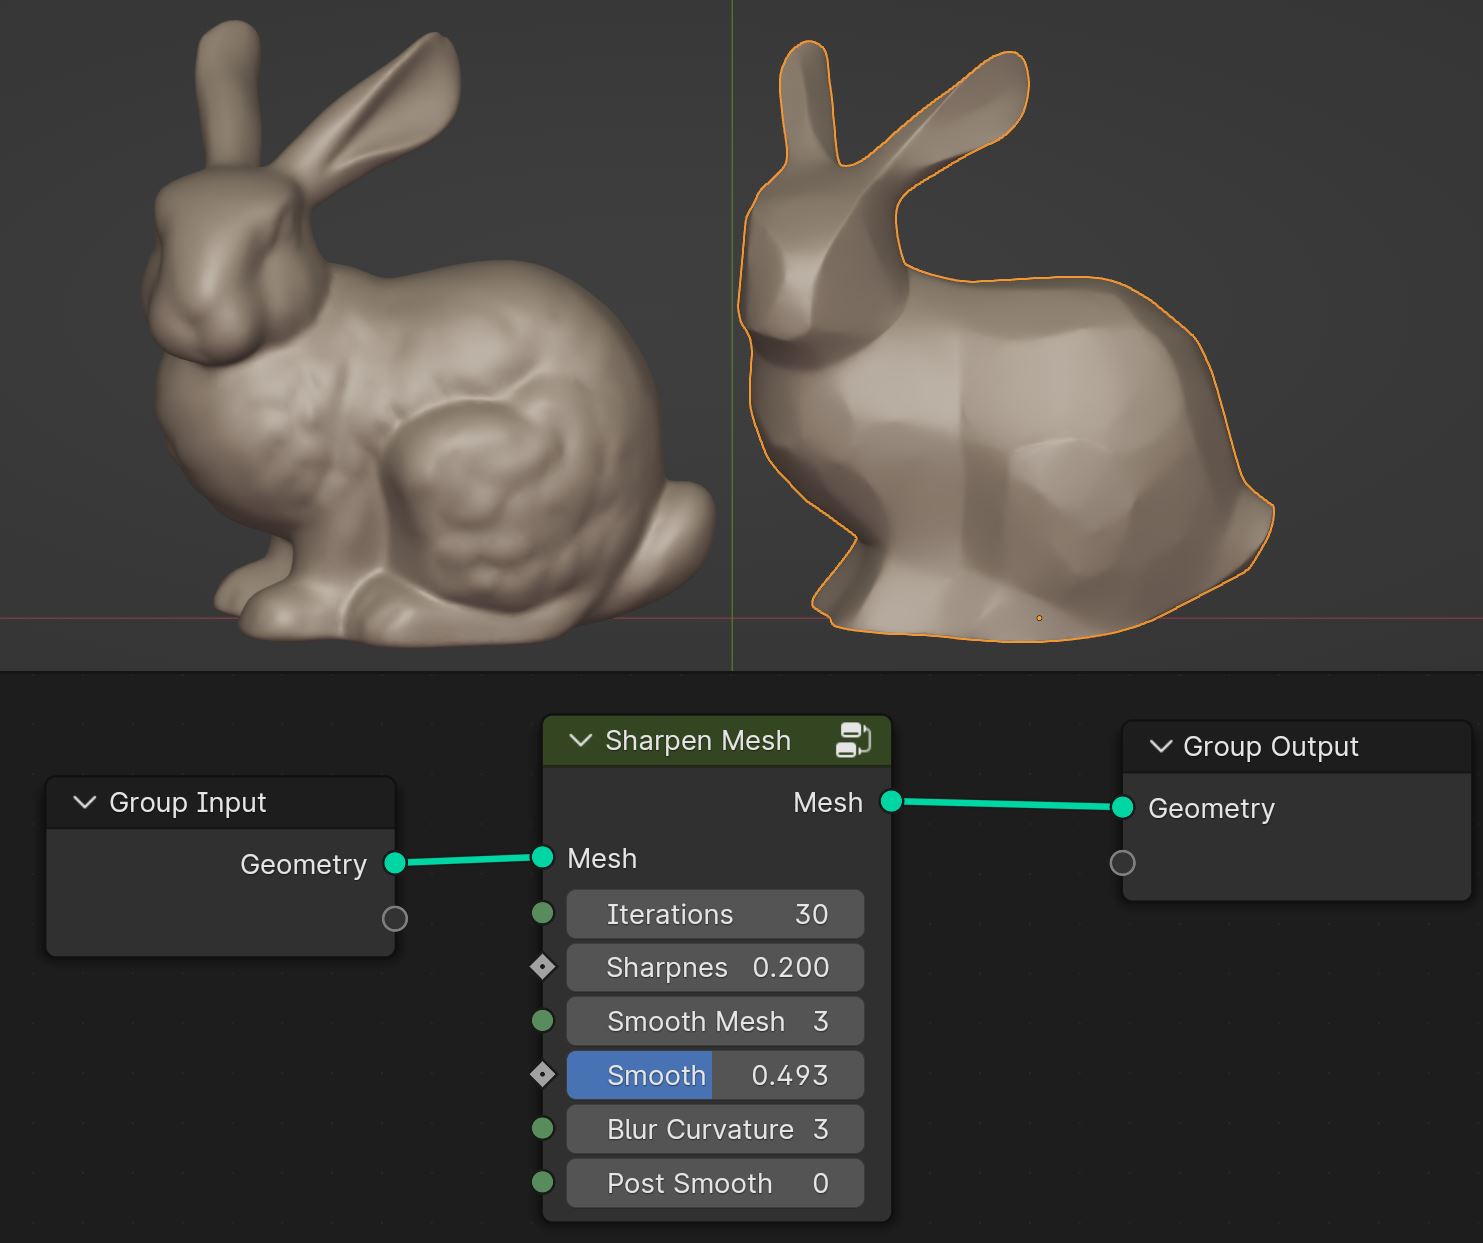 Group Input
Geometry
Sharpen Mesh
Mesh
Mesh
Iterations 30
Sharpnes 0.200
Smooth Mesh 3
Smooth 0.493
Blur Curvature 3
Post Smooth 0
Group Output
Geometry